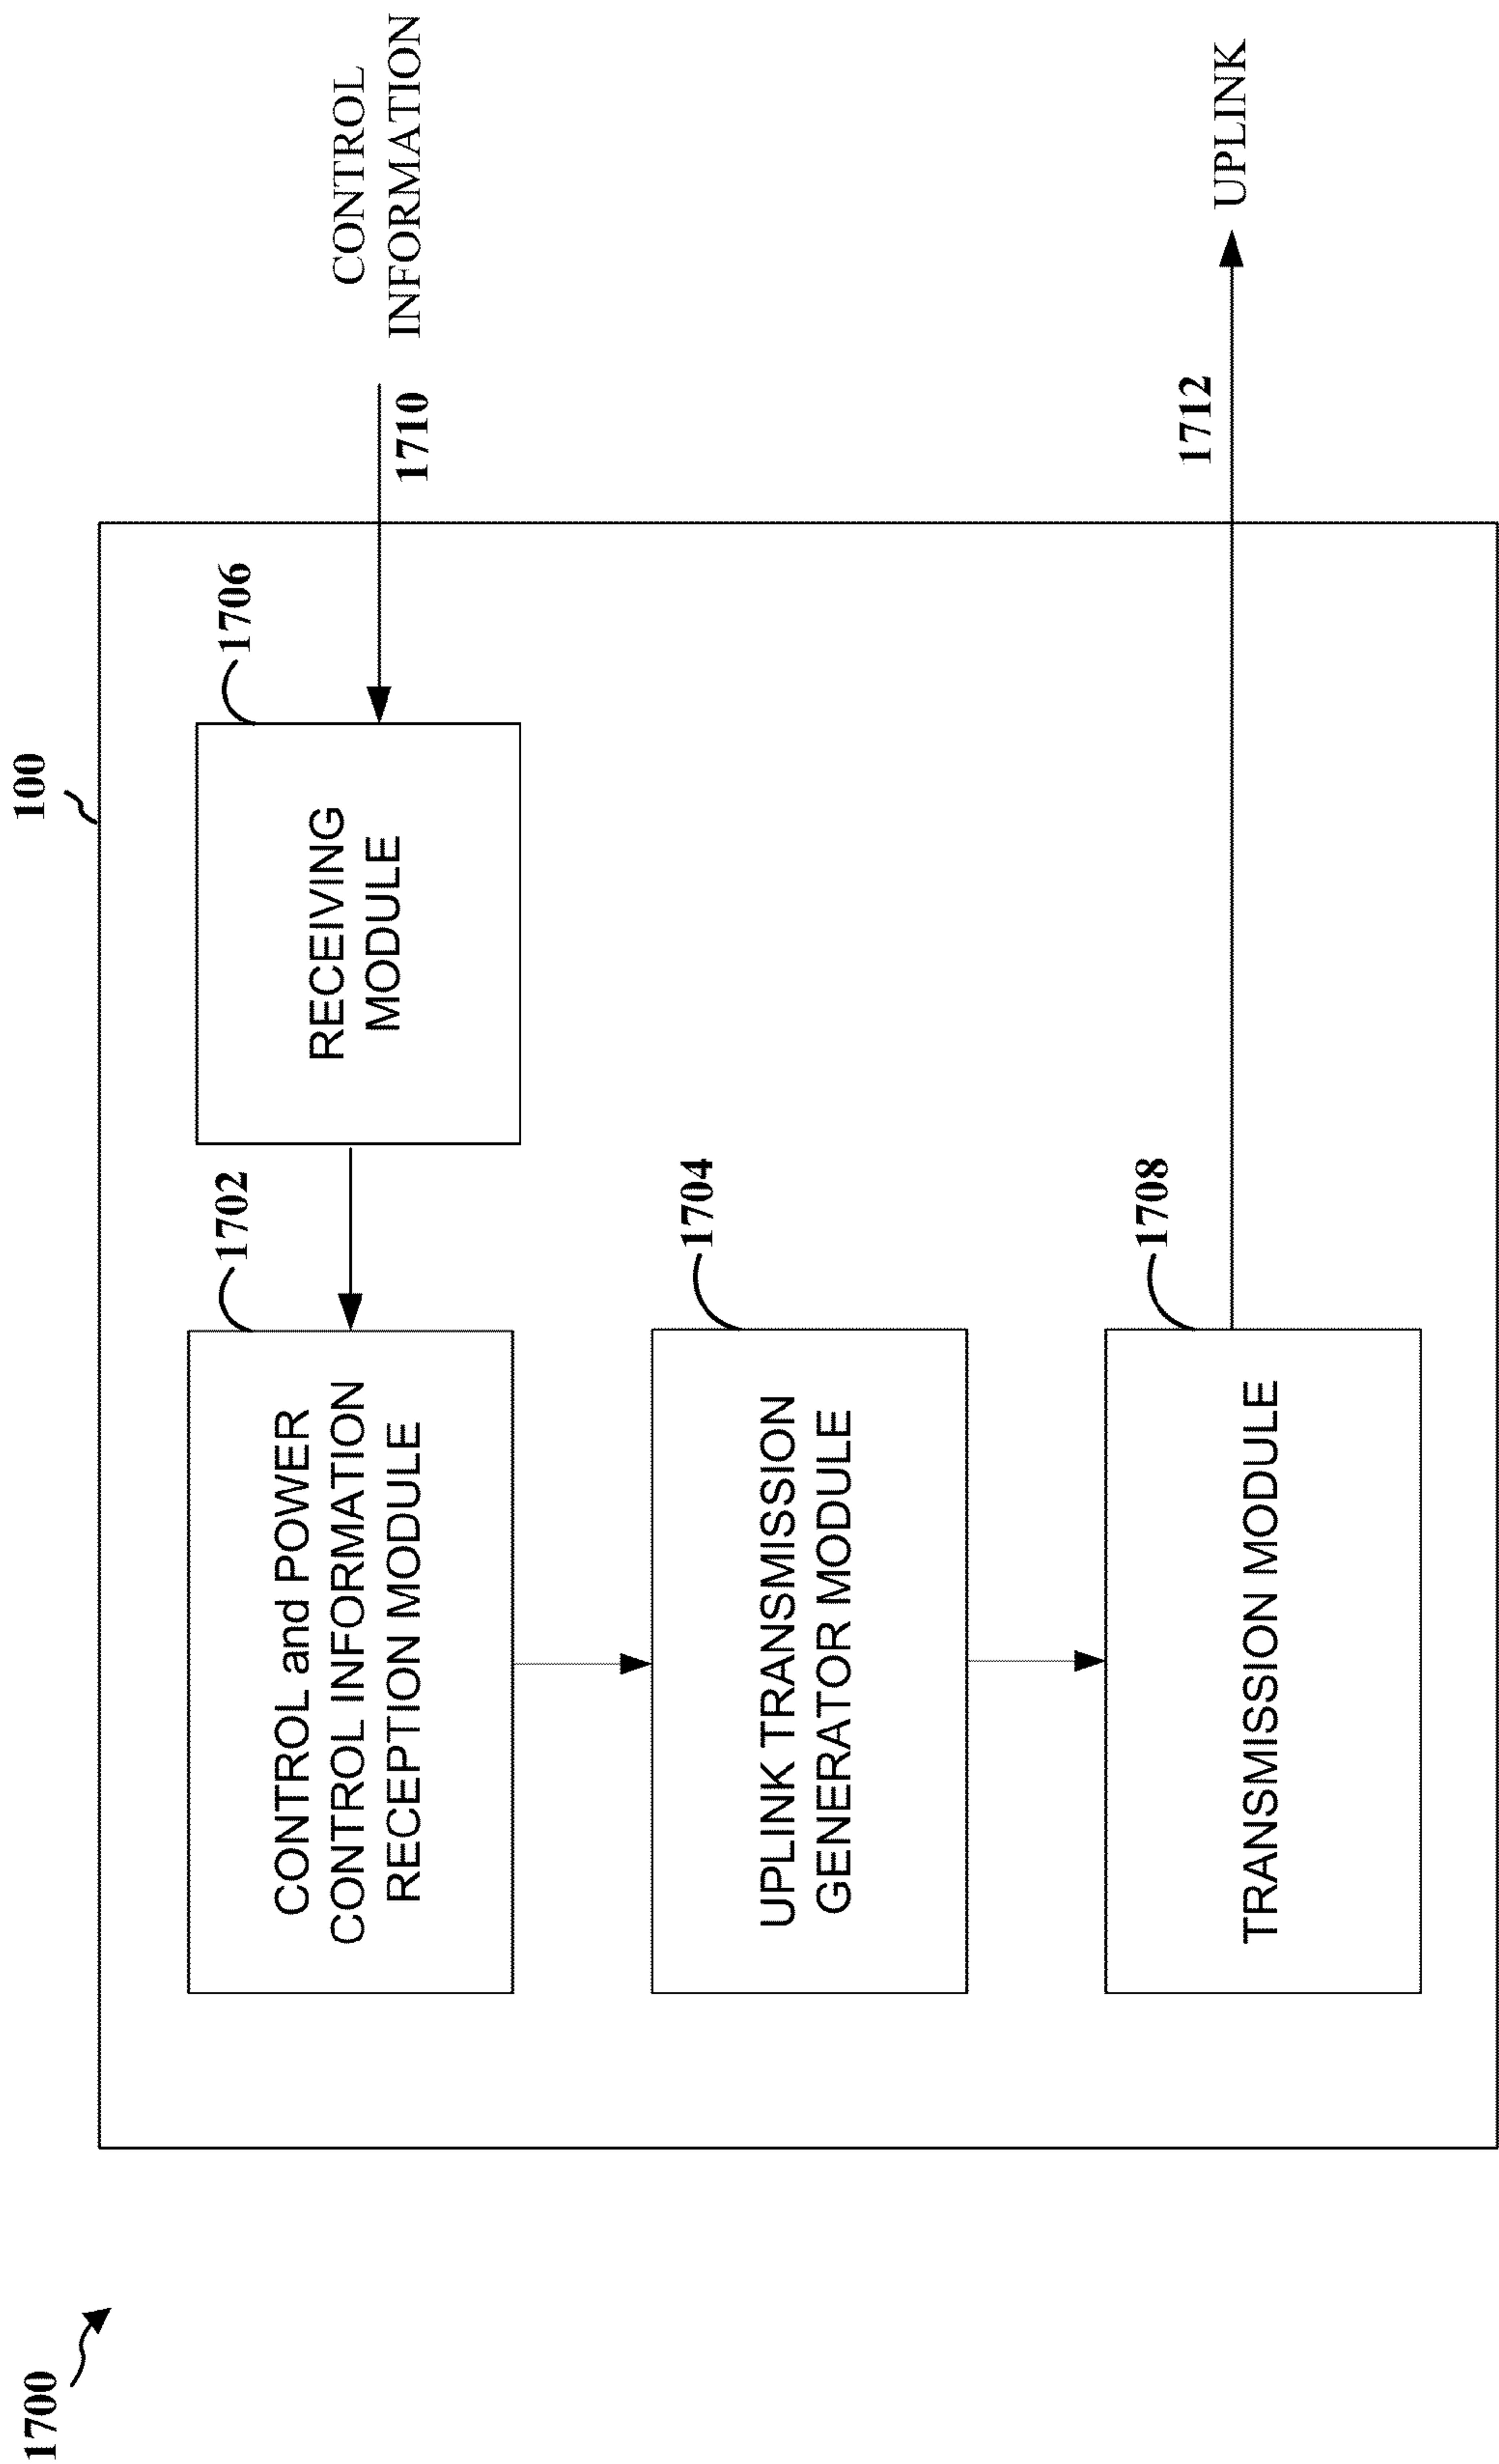 1700
100
1702
CONTROL and POWER
CONTROL INFORMATION
RECEPTION MODULE
1706
RECEIVING
MODULE
CONTROL
INFORMATION
1710
1704
UPLINK TRANSMISSION
GENERATOR MODULE
1708
TRANSMISSION MODULE
1712
UPLINK